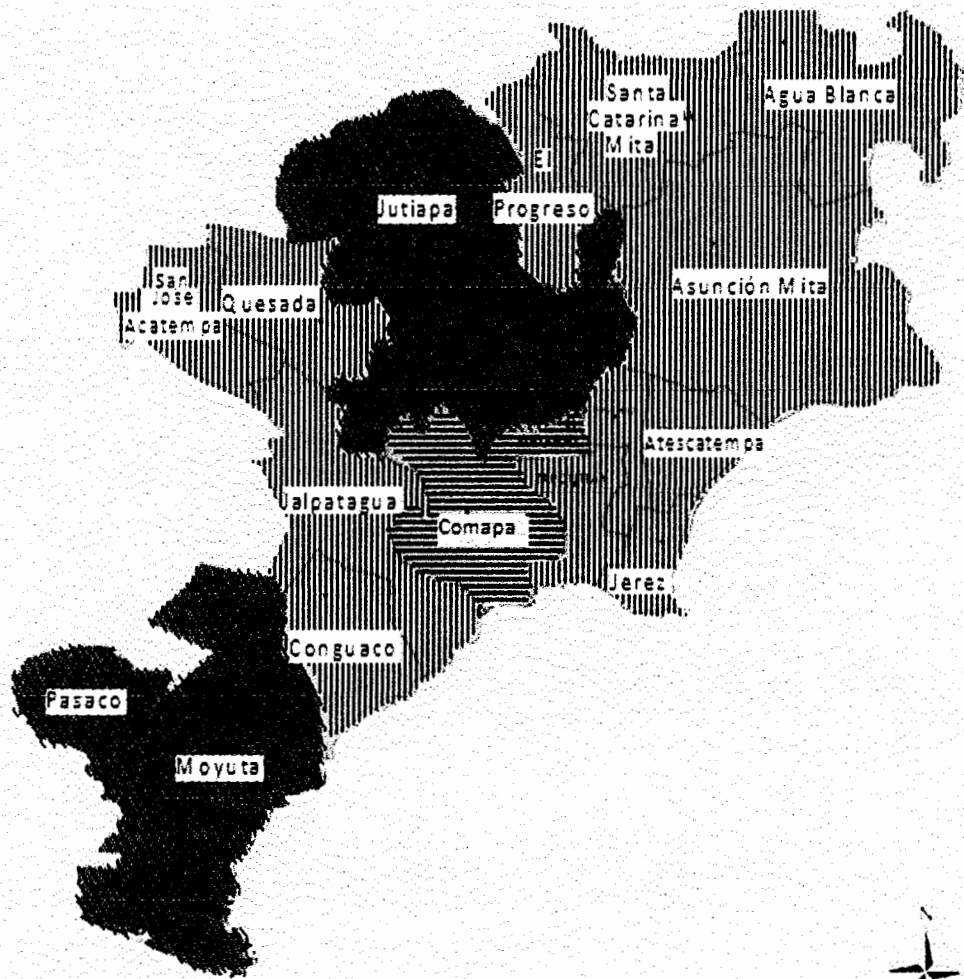 Santa
Catarina
Mita
Agua Blanca
El
Progreso
Jutiapa
San
Jose
Acatempa
Quesada
Asunción Mita
Atescatempa
Jalpatagua
Comapa
Jerez
Conguaco
Pasaco
Moyuta
N